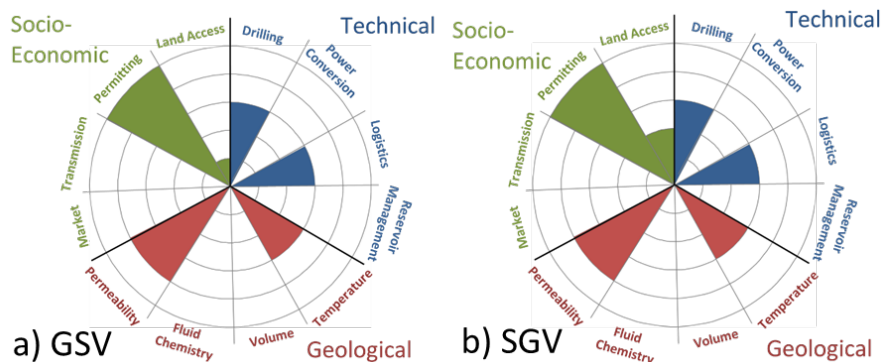 Socio-
Economic
Technical
Land Access
Drilling
Power
Conversion
Logistics
Reservoir
Management
Temperature
Volume
Fluid
Chemistry
Permeability
Market
Transmission
Permitting
a) GSV
Geological
Socio-
Economic
Technical
Land Access
Drilling
Power
Conversion
Logistics
Reservoir
Management
Temperature
Volume
Fluid
Chemistry
Permeability
Market
Transmission
Permitting
b) SGV
Geological